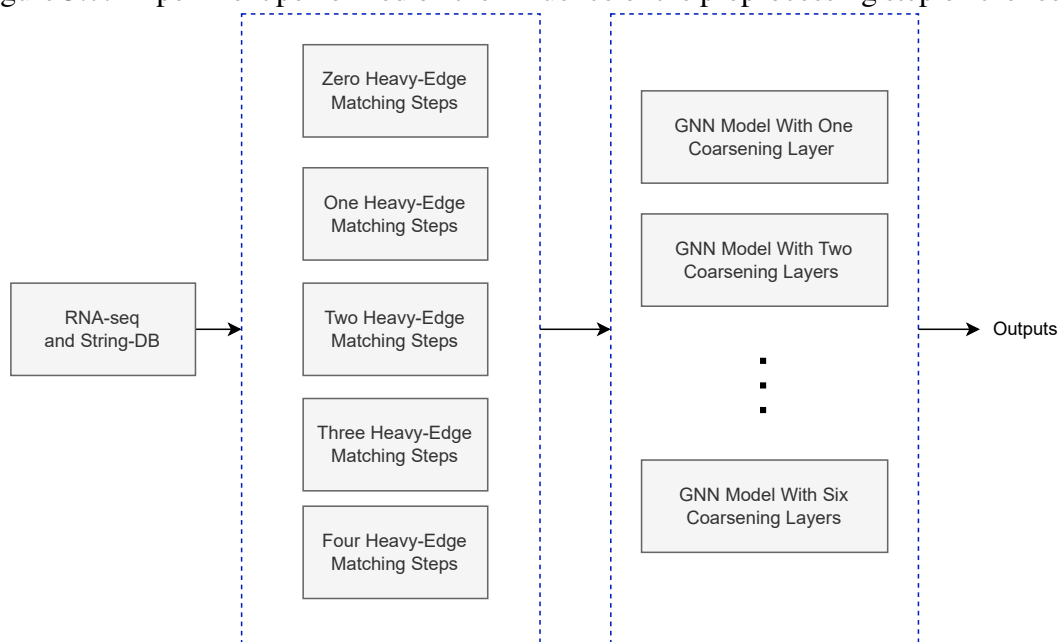 RNA-seq
and String-DB
Zero Heavy-Edge
Matching Steps
One Heavy-Edge
Matching Steps
Two Heavy-Edge
Matching Steps
Three Heavy-Edge
Matching Steps
Four Heavy-Edge
Matching Steps
GNN Model With One
Coarsening Layer
GNN Model With Two
Coarsening Layers
GNN Model With Six
Coarsening Layers
Outputs